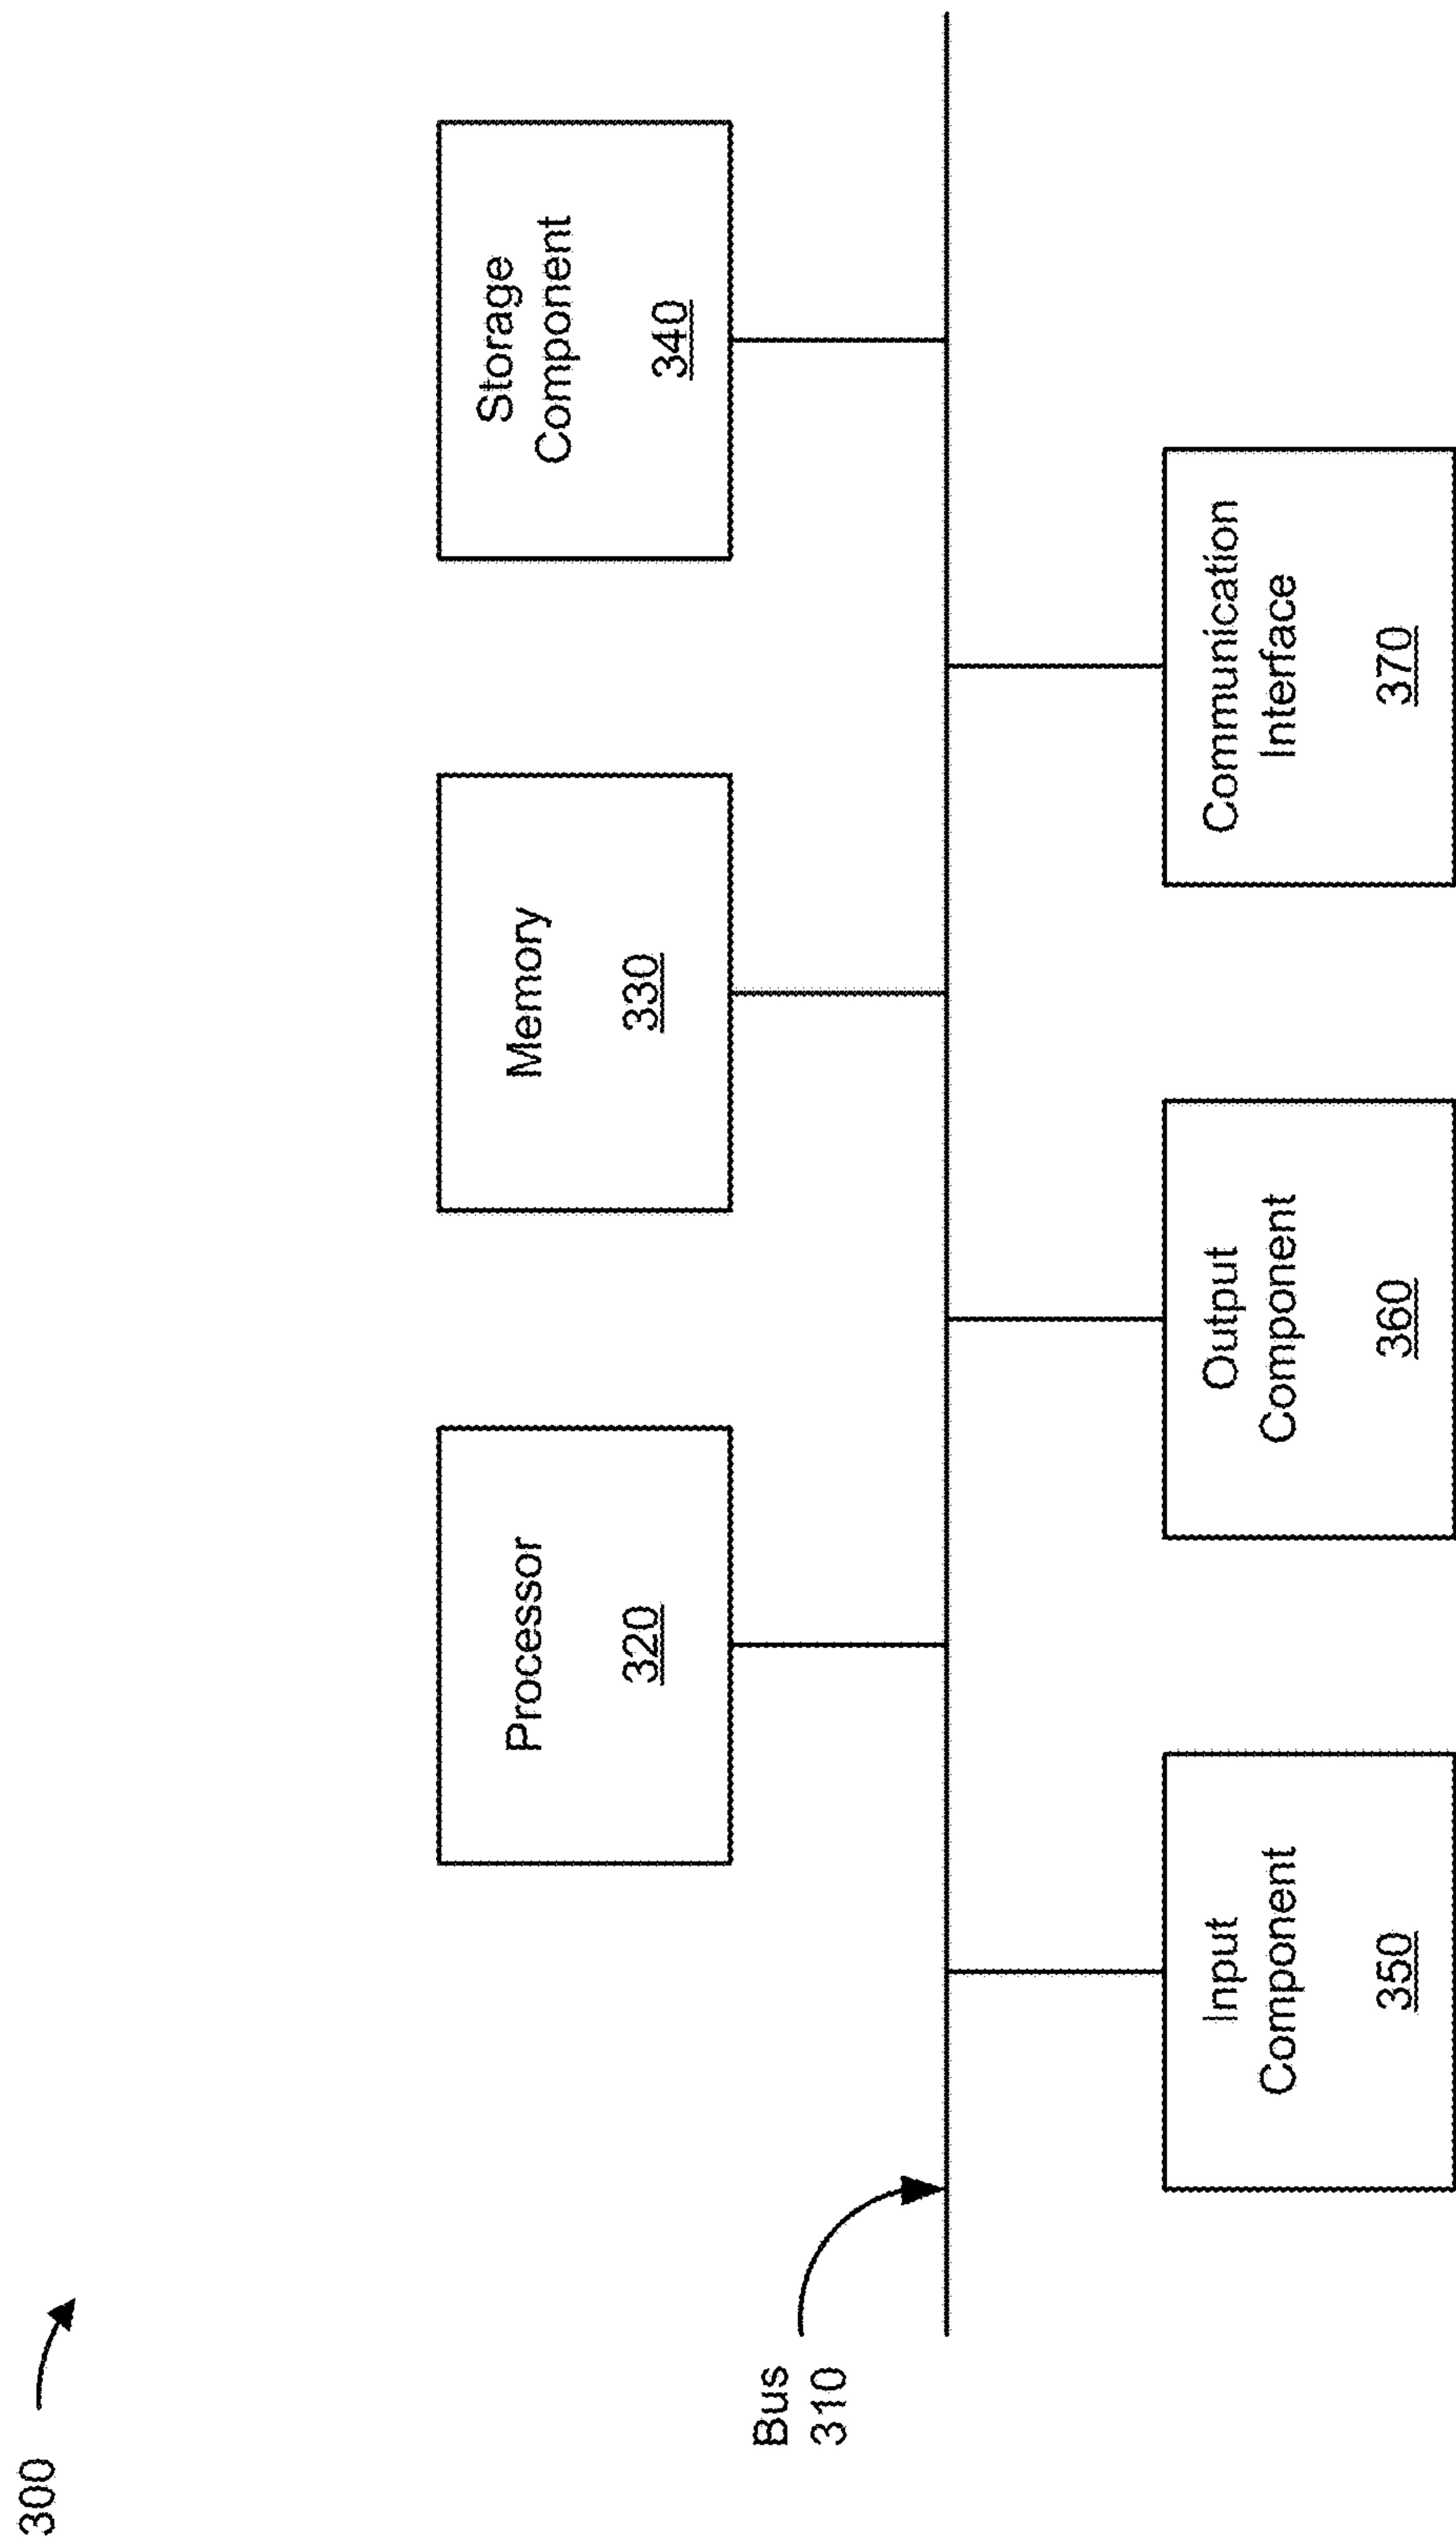 300
Processor
320
Memory
330
Storage
Component
340
Bus
310
Input
Component
350
Output
Component
360
Communication
Interface
370